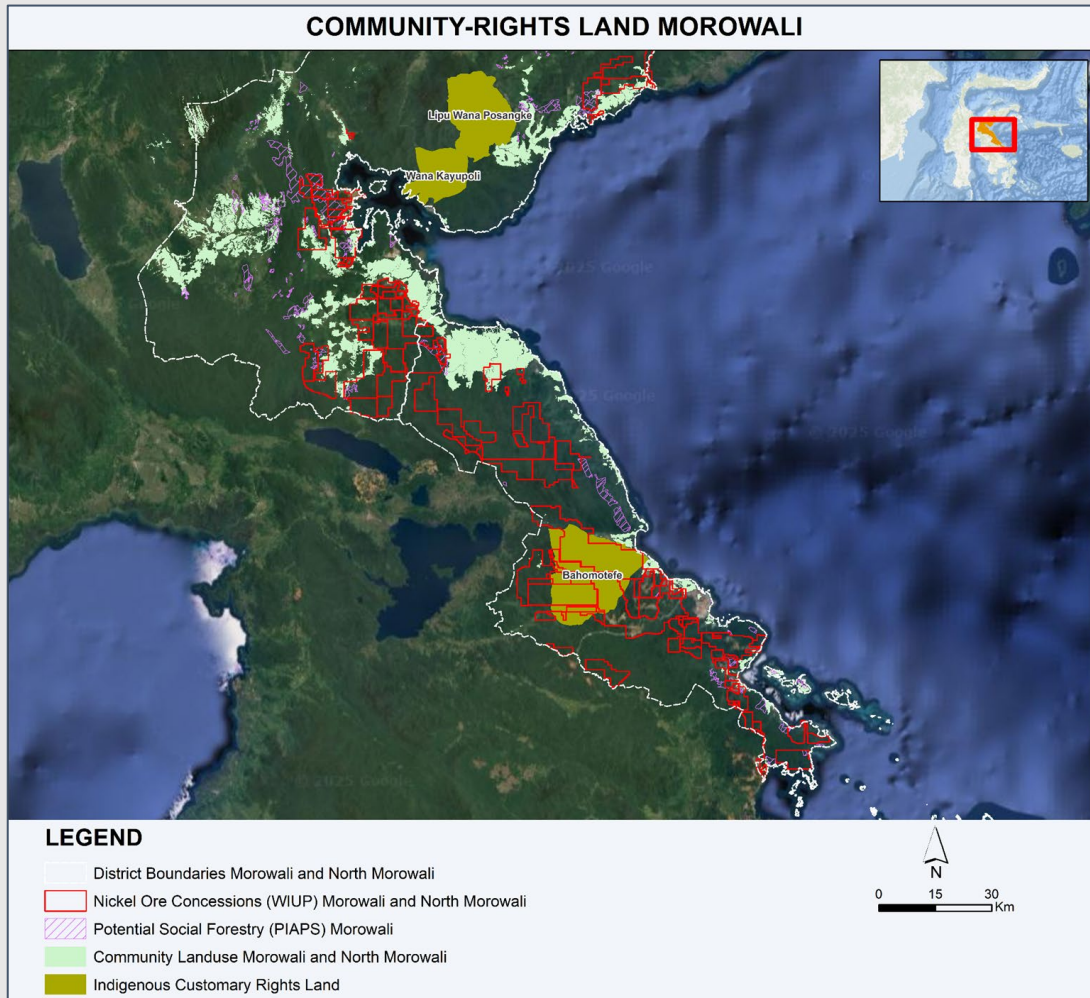 COMMUNITY-RIGHTS LAND MOROWALI
Lipu Wana Posangke
Wana Kayupoli
2025 Google
Google
2025 Google
Bahomotefe
Google
LEGEND
District Boundaries Morowali and North Morowali
Nickel Ore Concessions (WIUP) Morowali and North Morowali
Potential Social Forestry (PIAPS) Morowali
Community Landuse Morowali and North Morowali
Indigenous Customary Rights Land
N
0 15 30
Km